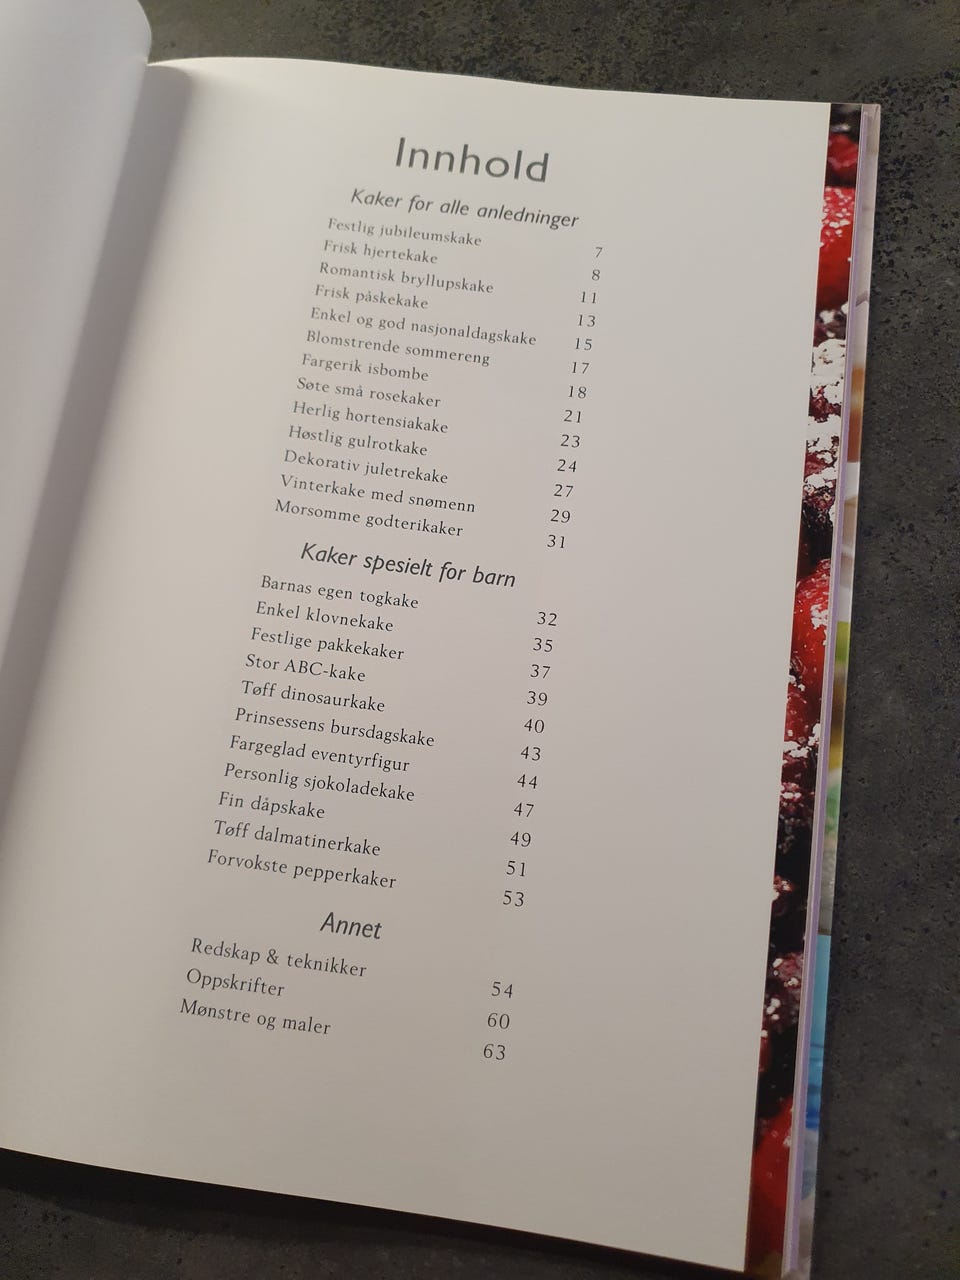 Innhold
Kaker for alle anledninger
Festlig jubileumskake 7
Frisk hjertekake 8
Romantisk bryllupskake 11
Frisk påskekake 13
Enkel og god nasjonaldagskake 15
Blomstrende sommereng 17
Fargerik isbombe 18
Søte små rosekaker 21
Herlig hortensiakake 23
Høstlig gulrotkake 24
Dekorativ juletrekake 27
Vinterkake med snømenn 29
Morsomme godterikaker 31
Kaker spesielt for barn
Barnas egen togkake 32
Enkel klovnekake 35
Festlige pakkekaker 37
Stor ABC-kake 39
Tøff dinosaurkake 40
Prinsessens bursdagskake 43
Fargeglad eventyrfigur 44
Personlig sjokoladekake 47
Fin dåpskake 49
Tøff dalmatinerkake 51
Forvokste pepperkaker 53
Annet
Redskap & teknikker 54
Oppskrifter 60
Mønstre og maler 63